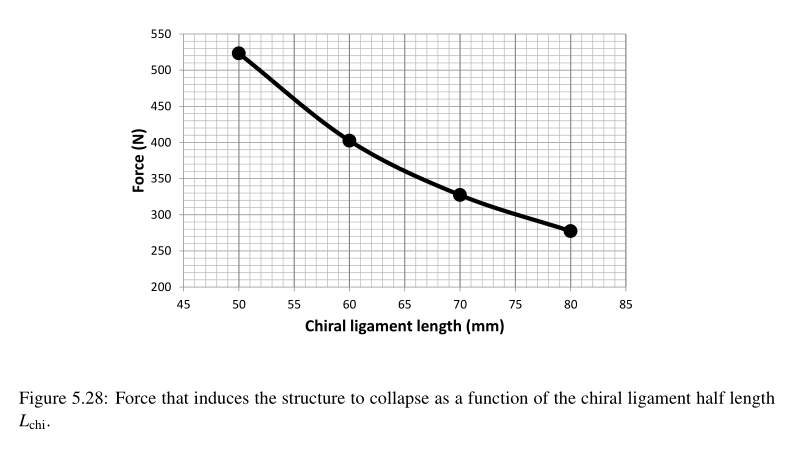 550
500
450
400
350
300
250
200
Force (N)
45 50 55 60 65 70 75 80 85
Chiral ligament length (mm)
Figure 5.28: Force that induces the structure to collapse as a function of the chiral ligament half length
Lchi.